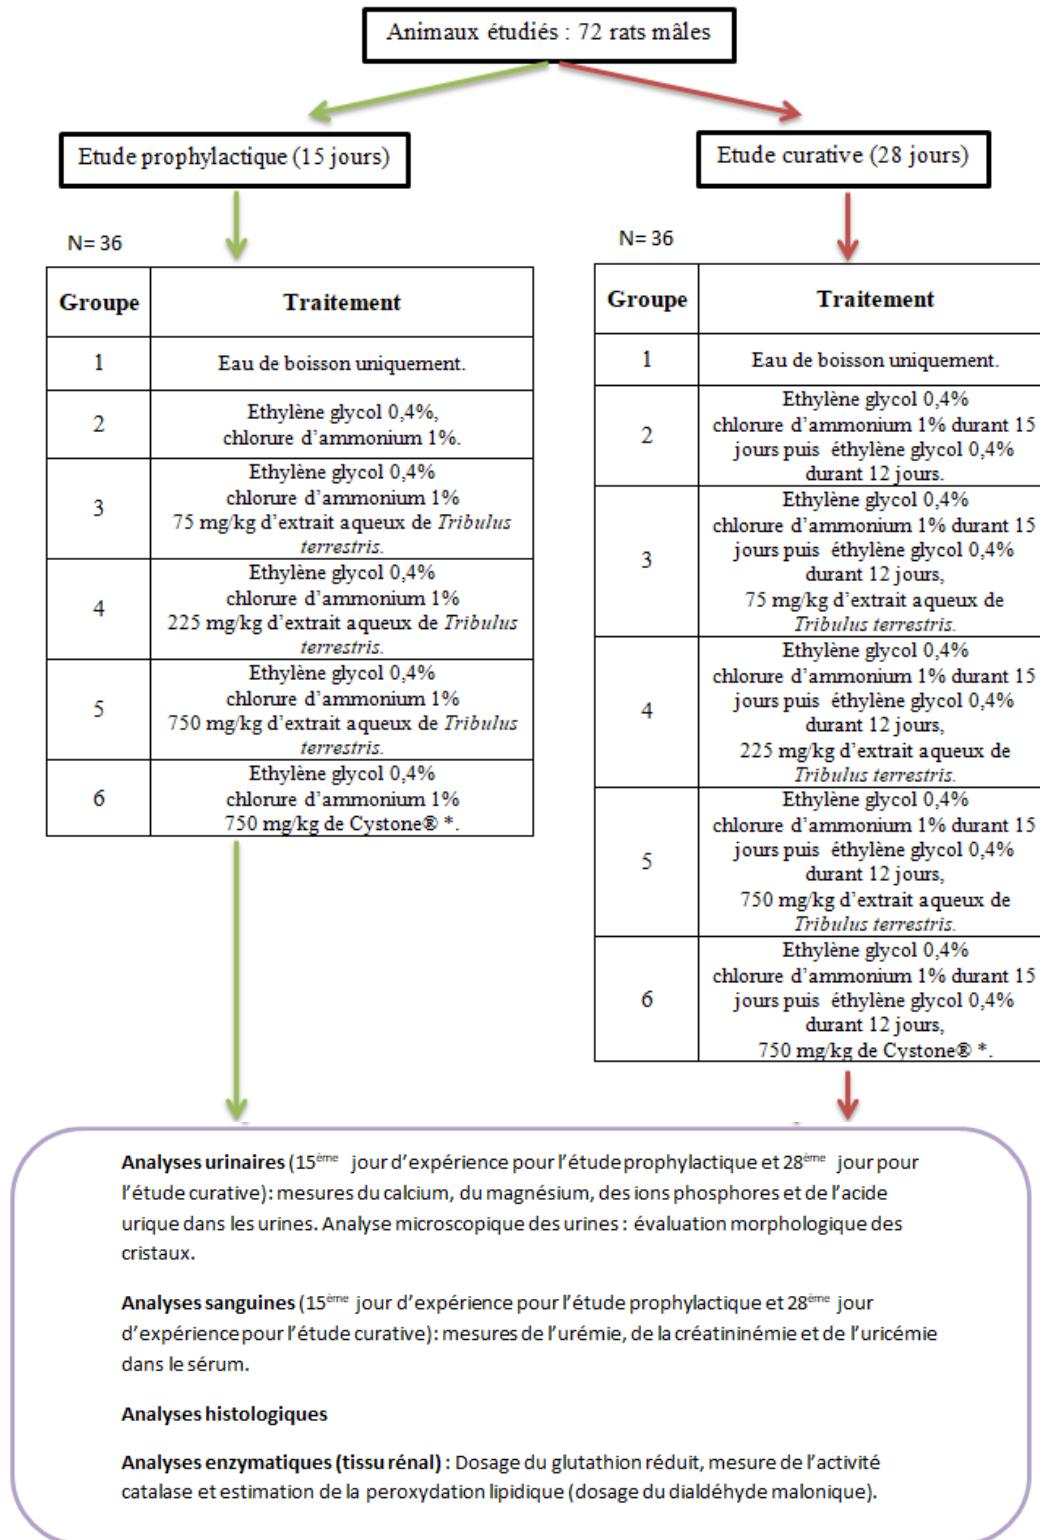 Animaux étudiés : 72 rats mâles
Etude prophylactique (15 jours)
Etude curative (28 jours)
N= 36
Groupe Traitement
1 Eau de boisson uniquement.
2 Ethylène glycol 0,4%,
chlorure d’ammonium 1%.
3 Ethylène glycol 0,4%
chlorure d’ammonium 1%
75 mg/kg d’extrait aqueux de Tribulus
terrestris.
4 Ethylène glycol 0,4%
chlorure d’ammonium 1%
225 mg/kg d’extrait aqueux de Tribulus
terrestris.
5 Ethylène glycol 0,4%
chlorure d’ammonium 1%
750 mg/kg d’extrait aqueux de Tribulus
terrestris.
6 Ethylène glycol 0,4%
chlorure d’ammonium 1%
750 mg/kg de Cystone® *.
N= 36
Groupe Traitement
1 Eau de boisson uniquement.
2 Ethylène glycol 0,4%
chlorure d’ammonium 1% durant 15
jours puis éthylène glycol 0,4%
durant 12 jours.
3 Ethylène glycol 0,4%
chlorure d’ammonium 1% durant 15
jours puis éthylène glycol 0,4%
durant 12 jours,
75 mg/kg d’extrait aqueux de
Tribulus terrestris.
4 Ethylène glycol 0,4%
chlorure d’ammonium 1% durant 15
jours puis éthylène glycol 0,4%
durant 12 jours,
225 mg/kg d’extrait aqueux de
Tribulus terrestris.
5 Ethylène glycol 0,4%
chlorure d’ammonium 1% durant 15
jours puis éthylène glycol 0,4%
durant 12 jours,
750 mg/kg d’extrait aqueux de
Tribulus terrestris.
6 Ethylène glycol 0,4%
chlorure d’ammonium 1% durant 15
jours puis éthylène glycol 0,4%
durant 12 jours,
750 mg/kg de Cystone® *.
Analyses urinaires (15ème jour d’expérience pour l’étude prophylactique et 28ème jour pour
l’étude curative): mesures du calcium, du magnésium, des ions phosphores et de l’acide
urique dans les urines. Analyse microscopique des urines : évaluation morphologique des
cristaux.
Analyses sanguines (15ème jour d’expérience pour l’étude prophylactique et 28ème jour
d’expérience pour l’étude curative): mesures de l’urémie, de la créatininémie et de l’uricémie
dans le sérum.
Analyses histologiques
Analyses enzymatiques (tissu rénal) : Dosage du glutathion réduit, mesure de l’activité
catalase et estimation de la peroxydation lipidique (dosage du dialdéhyde malonique).